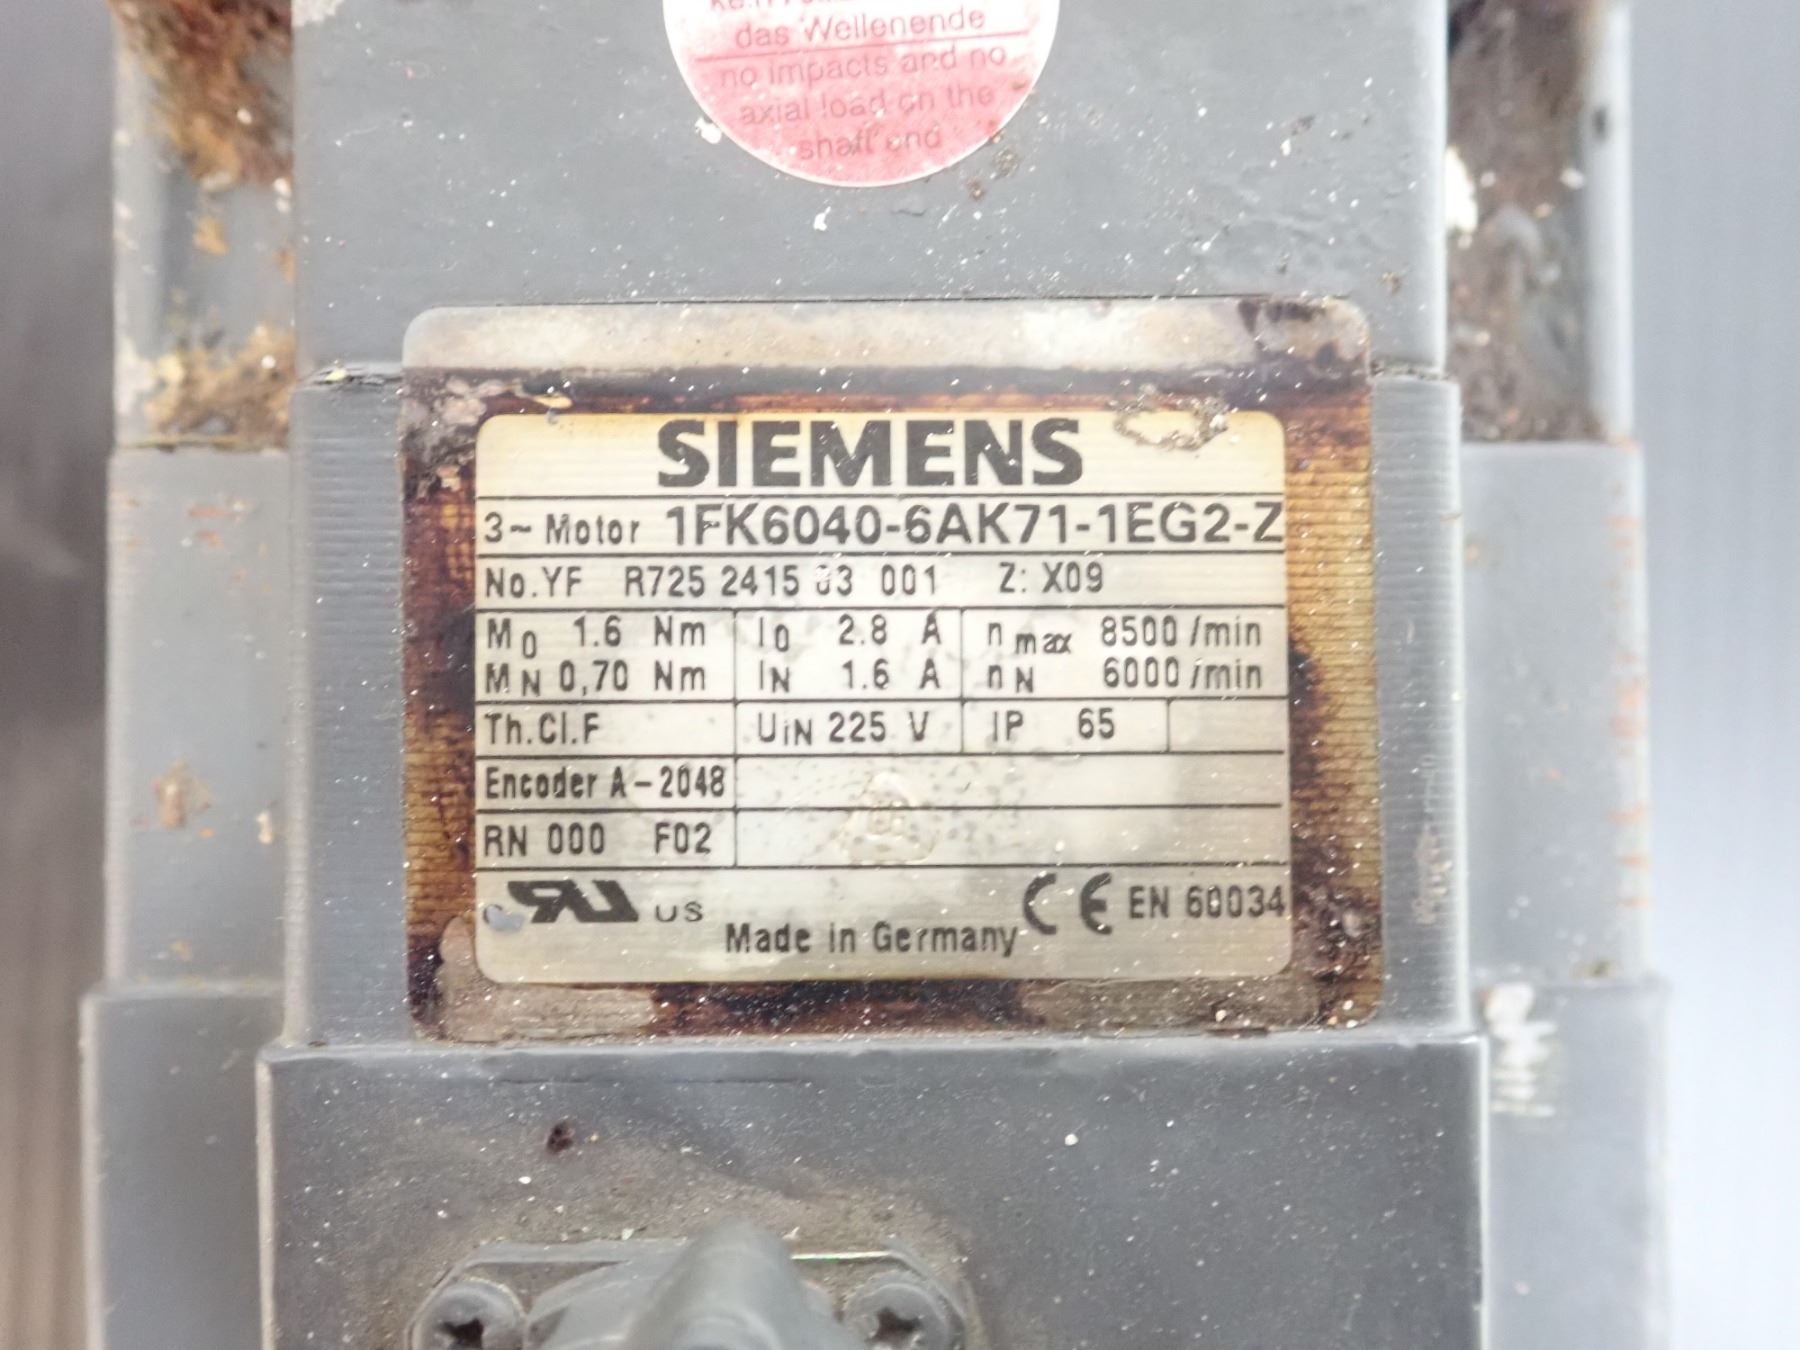 das Wellenende
no impacts and no
axial load on the
shaft end
SIEMENS
3~ Motor 1FK6040-6AK71-1EG2-Z
No.YF R725 2415 03 001 Z: X09
M0 1.6 Nm I0 2.8 A nmax 8500 /min
MN 0,70 Nm IN 1.6 A nN 6000 /min
Th.Cl.F UiN 225 V IP 65
Encoder A-2048
RN 000 F02
c RU US CE EN 60034
Made in Germany